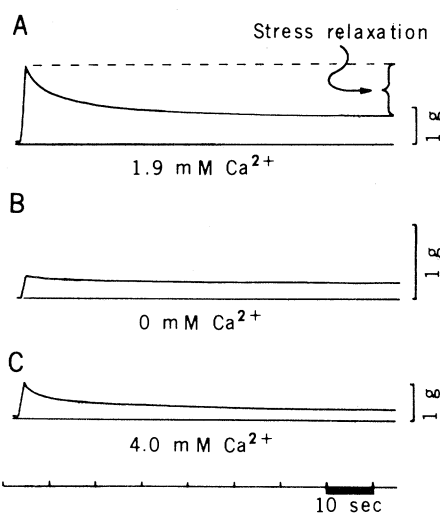 A
Stress relaxation
1 g
1.9 mM Ca²⁺
B
1 g
0 mM Ca²⁺
C
1 g
4.0 mM Ca²⁺
10 sec